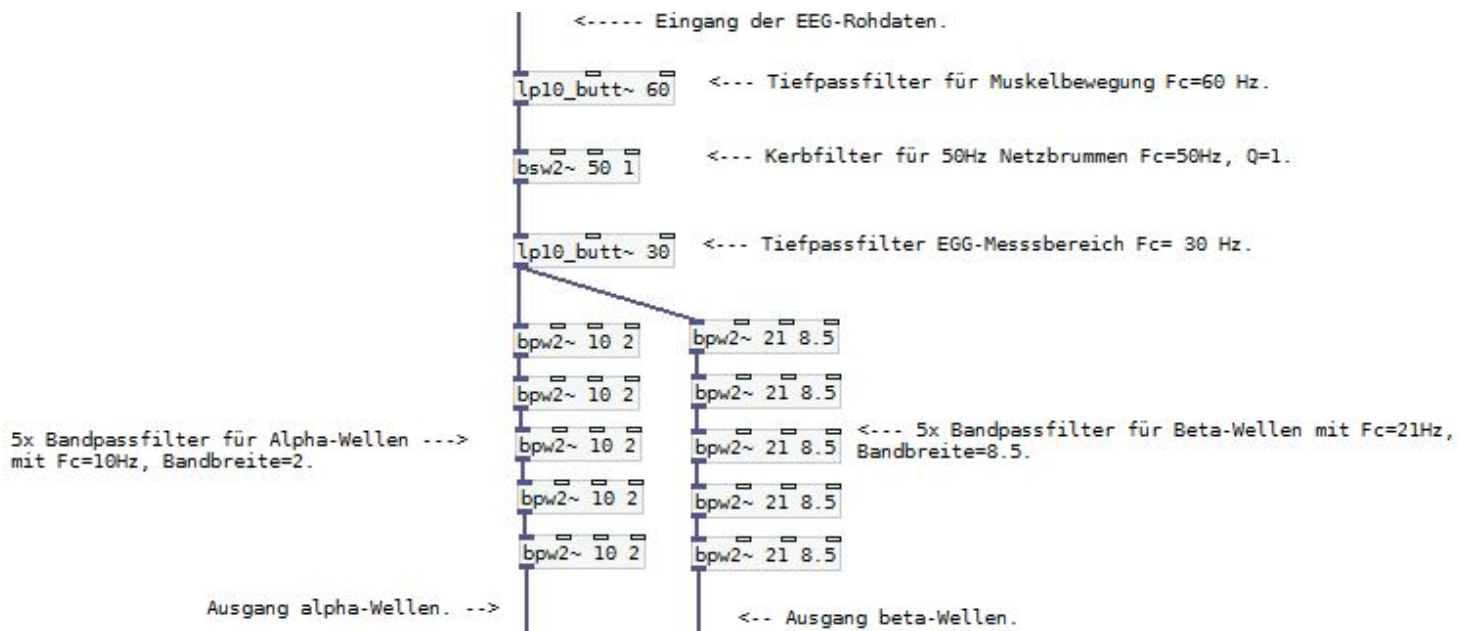 <----- Eingang der EEG-Rohdaten.
lp10_butt~ 60
<--- Tiefpassfilter für Muskelbewegung Fc=60 Hz.
bsw2~ 50 1
<--- Kerbfilter für 50Hz Netzbrummen Fc=50Hz, Q=1.
lp10_butt~ 30
<--- Tiefpassfilter EGG-Messsbereich Fc= 30 Hz.
bpw2~ 10 2
bpw2~ 21 8.5
bpw2~ 10 2
bpw2~ 21 8.5
5x Bandpassfilter für Alpha-Wellen --->
mit Fc=10Hz, Bandbreite=2.
bpw2~ 10 2
bpw2~ 21 8.5
<--- 5x Bandpassfilter für Beta-Wellen mit Fc=21Hz,
Bandbreite=8.5.
bpw2~ 10 2
bpw2~ 21 8.5
bpw2~ 10 2
bpw2~ 21 8.5
Ausgang alpha-Wellen. -->
<-- Ausgang beta-Wellen.